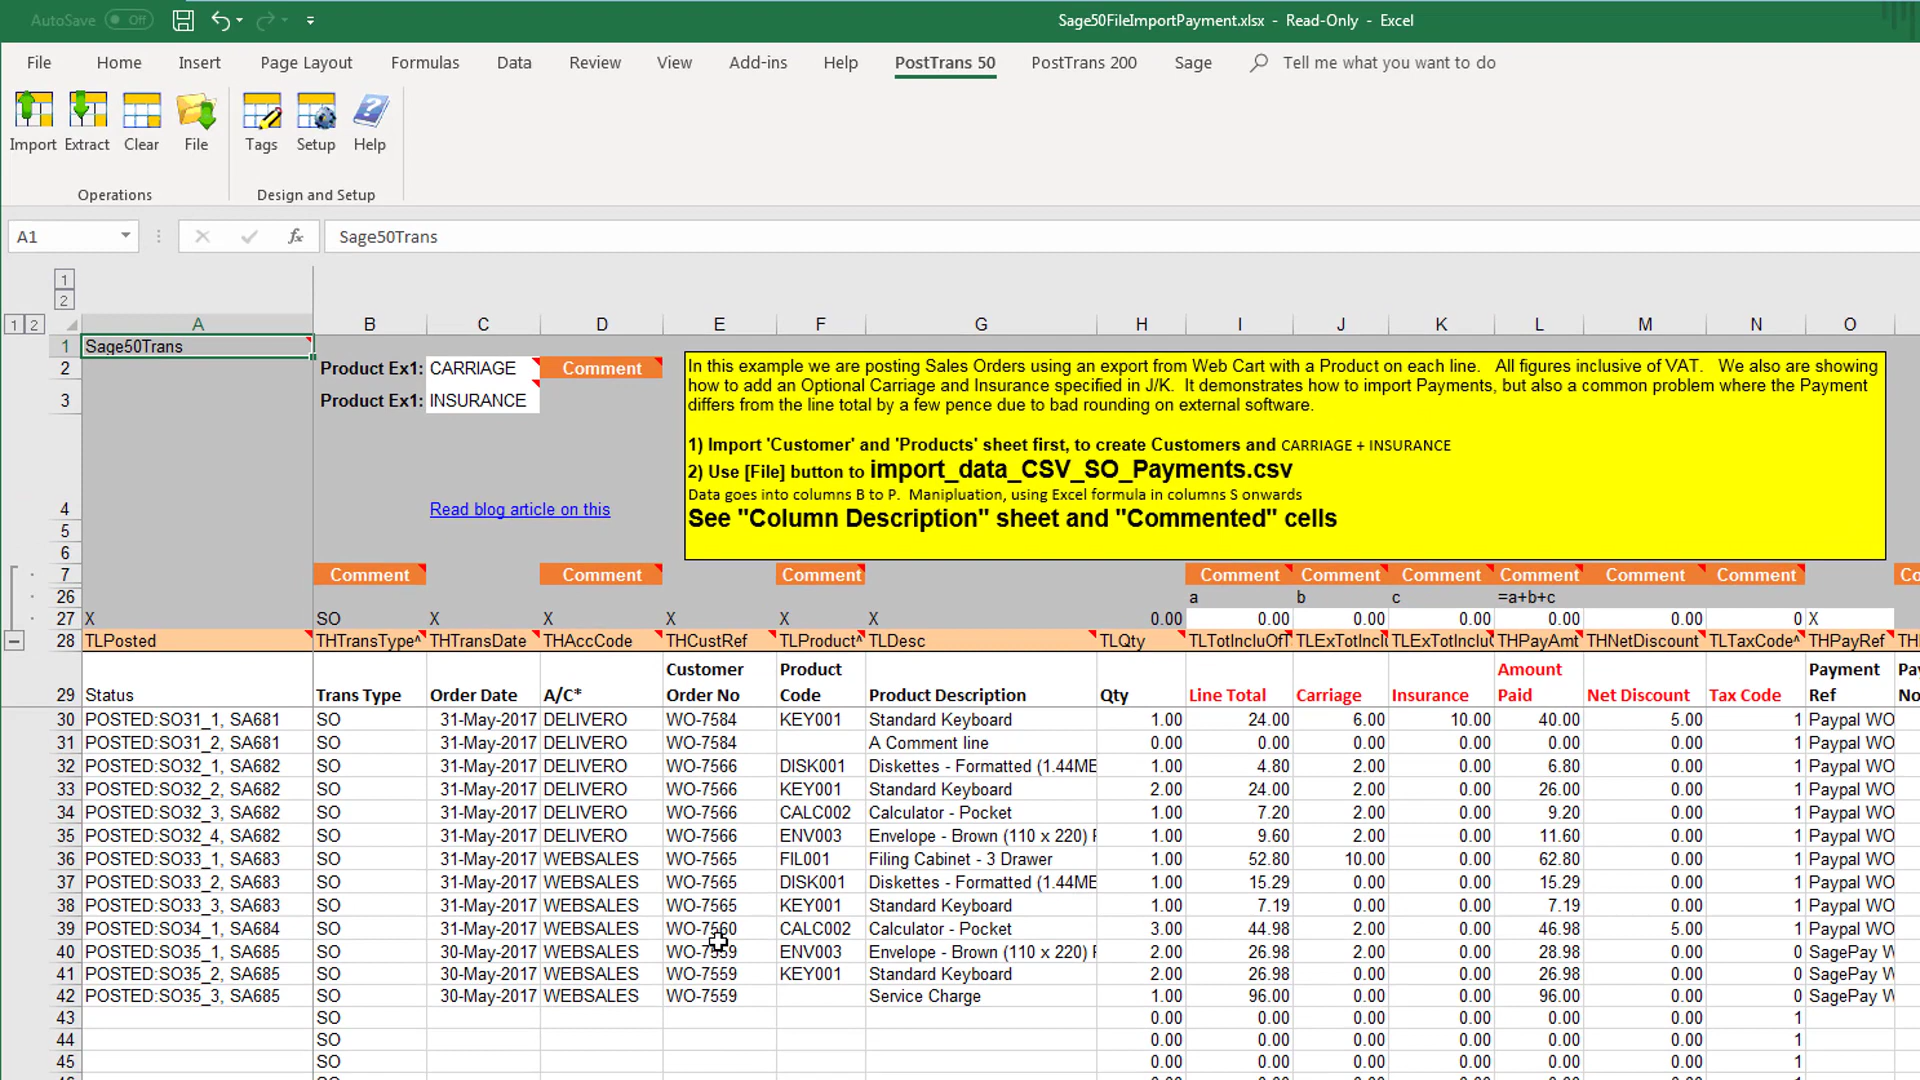 AutoSave Off
Sage50FileImportPayment.xlsx - Read-Only - Excel
File Home Insert Page Layout Formulas Data Review View Add-ins Help PostTrans 50 PostTrans 200 Sage Tell me what you want to do
Import Extract Clear File Tags Setup Help
Operations Design and Setup
A1 fx Sage50Trans
1
2
1 2 A B C D E F G H I J K L M N O
1 Sage50Trans
2 Product Ex1: CARRIAGE Comment
3 Product Ex1: INSURANCE
In this example we are posting Sales Orders using an export from Web Cart with a Product on each line. All figures inclusive of VAT. We also are showing
how to add an Optional Carriage and Insurance specified in J/K. It demonstrates how to import Payments, but also a common problem where the Payment
differs from the line total by a few pence due to bad rounding on external software.
1) Import 'Customer' and 'Products' sheet first, to create Customers and CARRIAGE + INSURANCE
2) Use [File] button to import_data_CSV_SO_Payments.csv
Data goes into columns B to P. Manipluation, using Excel formula in columns S onwards
See "Column Description" sheet and "Commented" cells
4 Read blog article on this
5
6
7 Comment Comment Comment Comment Comment Comment Comment Comment Comment
26 a b c =a+b+c
27 X SO X X X X X 0.00 0.00 0.00 0.00 0.00 0.00 0 X
28 TLPosted THTransType^ THTransDate THAccCode THCustRef TLProduct^ TLDesc TLQty TLTotIncluOfT TLExTotInclu TLExTotInclu THPayAmt THNetDiscount TLTaxCode^ THPayRef
29 Status Trans Type Order Date A/C* Customer Order No Product Code Product Description Qty Line Total Carriage Insurance Amount Paid Net Discount Tax Code Payment Ref Pay No
30 POSTED:SO31_1, SA681 SO 31-May-2017 DELIVERO WO-7584 KEY001 Standard Keyboard 1.00 24.00 6.00 10.00 40.00 5.00 1 Paypal WO
31 POSTED:SO31_2, SA681 SO 31-May-2017 DELIVERO WO-7584 A Comment line 0.00 0.00 0.00 0.00 0.00 0.00 1 Paypal WO
32 POSTED:SO32_1, SA682 SO 31-May-2017 DELIVERO WO-7566 DISK001 Diskettes - Formatted (1.44ME 1.00 4.80 2.00 0.00 6.80 0.00 1 Paypal WO
33 POSTED:SO32_2, SA682 SO 31-May-2017 DELIVERO WO-7566 KEY001 Standard Keyboard 2.00 24.00 2.00 0.00 26.00 0.00 1 Paypal WO
34 POSTED:SO32_3, SA682 SO 31-May-2017 DELIVERO WO-7566 CALC002 Calculator - Pocket 1.00 7.20 2.00 0.00 9.20 0.00 1 Paypal WO
35 POSTED:SO32_4, SA682 SO 31-May-2017 DELIVERO WO-7566 ENV003 Envelope - Brown (110 x 220) 1.00 9.60 2.00 0.00 11.60 0.00 1 Paypal WO
36 POSTED:SO33_1, SA683 SO 31-May-2017 WEBSALES WO-7565 FIL001 Filing Cabinet - 3 Drawer 1.00 52.80 10.00 0.00 62.80 0.00 1 Paypal WO
37 POSTED:SO33_2, SA683 SO 31-May-2017 WEBSALES WO-7565 DISK001 Diskettes - Formatted (1.44ME 1.00 15.29 0.00 0.00 15.29 0.00 1 Paypal WO
38 POSTED:SO33_3, SA683 SO 31-May-2017 WEBSALES WO-7565 KEY001 Standard Keyboard 1.00 7.19 0.00 0.00 7.19 0.00 1 Paypal WO
39 POSTED:SO34_1, SA684 SO 31-May-2017 WEBSALES WO-7560 CALC002 Calculator - Pocket 3.00 44.98 2.00 0.00 46.98 5.00 1 Paypal WO
40 POSTED:SO35_1, SA685 SO 30-May-2017 WEBSALES WO-7559 ENV003 Envelope - Brown (110 x 220) 2.00 26.98 2.00 0.00 28.98 0.00 0 SagePay W
41 POSTED:SO35_2, SA685 SO 30-May-2017 WEBSALES WO-7559 KEY001 Standard Keyboard 2.00 26.98 0.00 0.00 26.98 0.00 0 SagePay W
42 POSTED:SO35_3, SA685 SO 30-May-2017 WEBSALES WO-7559 Service Charge 1.00 96.00 0.00 0.00 96.00 0.00 0 SagePay W
43 SO 0.00 0.00 0.00 0.00 0.00 0.00 1
44 SO 0.00 0.00 0.00 0.00 0.00 0.00 1
45 SO 0.00 0.00 0.00 0.00 0.00 0.00 1